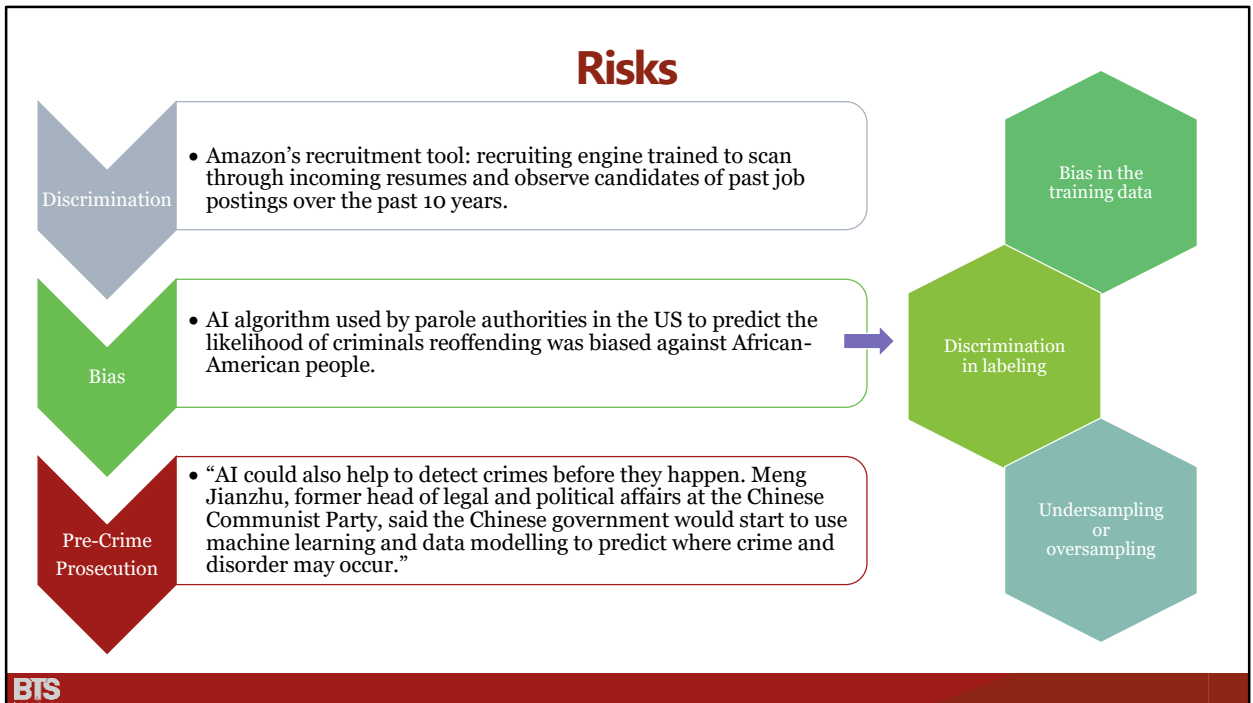 Risks
Discrimination
• Amazon’s recruitment tool: recruiting engine trained to scan
through incoming resumes and observe candidates of past job
postings over the past 10 years.
Bias
• AI algorithm used by parole authorities in the US to predict the
likelihood of criminals reoffending was biased against African-
American people.
Pre-Crime
Prosecution
• “AI could also help to detect crimes before they happen. Meng
Jianzhu, former head of legal and political affairs at the Chinese
Communist Party, said the Chinese government would start to use
machine learning and data modelling to predict where crime and
disorder may occur.”
Bias in the
training data
Discrimination
in labeling
Undersampling
or
oversampling
BTS